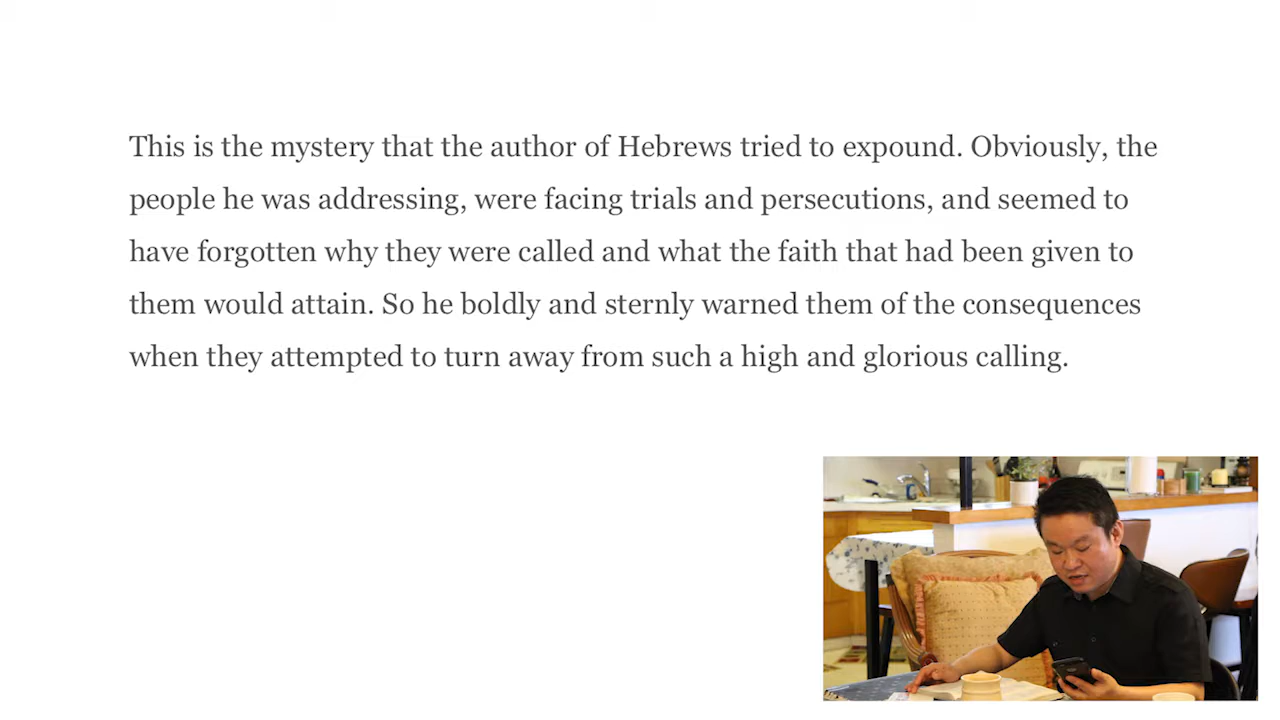 This is the mystery that the author of Hebrews tried to expound. Obviously, the
people he was addressing, were facing trials and persecutions, and seemed to
have forgotten why they were called and what the faith that had been given to
them would attain. So he boldly and sternly warned them of the consequences
when they attempted to turn away from such a high and glorious calling.